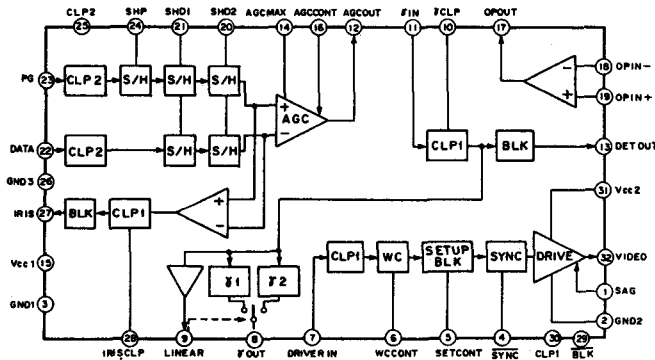 CLP2 SHP SHD1 SHD2 AGCMAX AGCCONT AGCOUT γIN γCLP OPOUT
25 24 21 20 14 16 12 11 10 17
PG 23 CLP2 S/H S/H S/H
AGC
18 OPIN−
19 OPIN+
DATA 22 CLP2 S/H S/H
CLP1 BLK 13 DET OUT
GND3 26
IRIS 27 BLK CLP1
31 Vcc2
Vcc1 15
γ1 γ2
CLP1 WC SETUP BLK SYNC DRIVE 32 VIDEO
1 SAG
GND1 3
2 GND2
28 9 8 7 6 5 4 30 29
IRISCLP LINEAR γOUT DRIVER IN WCCONT SETCONT SYNC CLP1 BLK